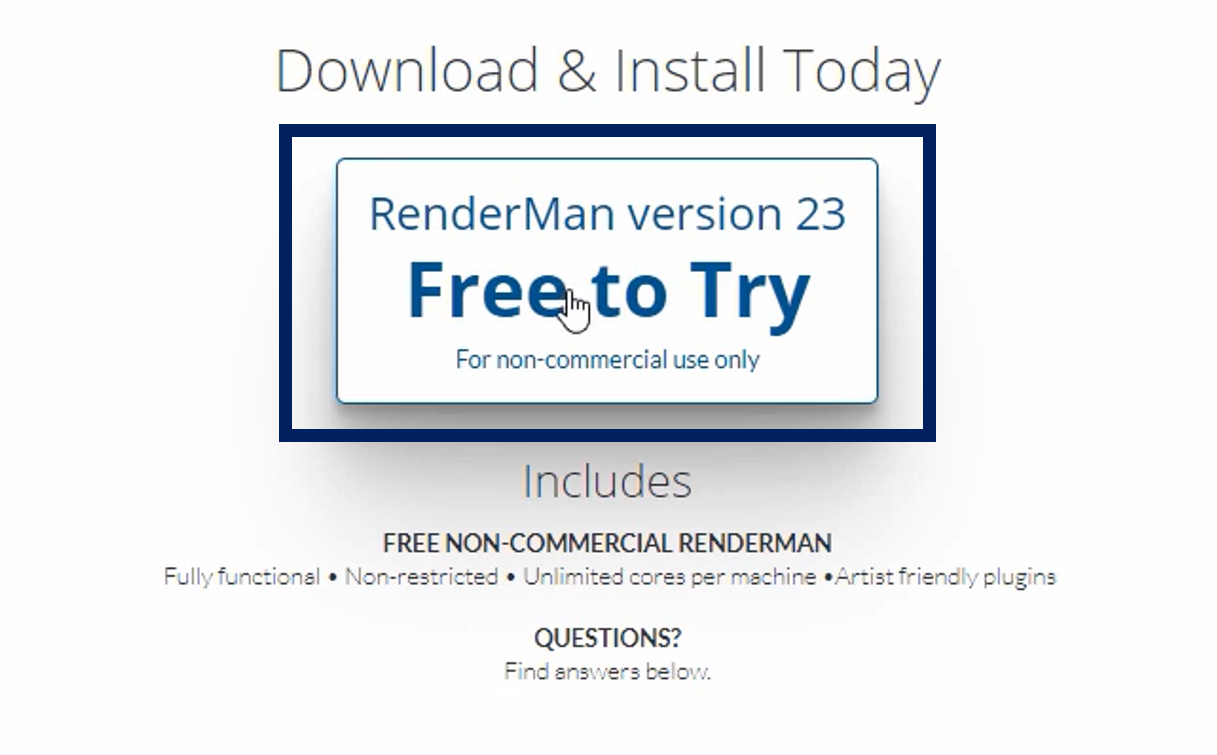 Download & Install Today
RenderMan version 23
Free to Try
For non-commercial use only
Includes
FREE NON-COMMERCIAL RENDERMAN
Fully functional • Non-restricted • Unlimited cores per machine •Artist friendly plugins
QUESTIONS?
Find answers below.